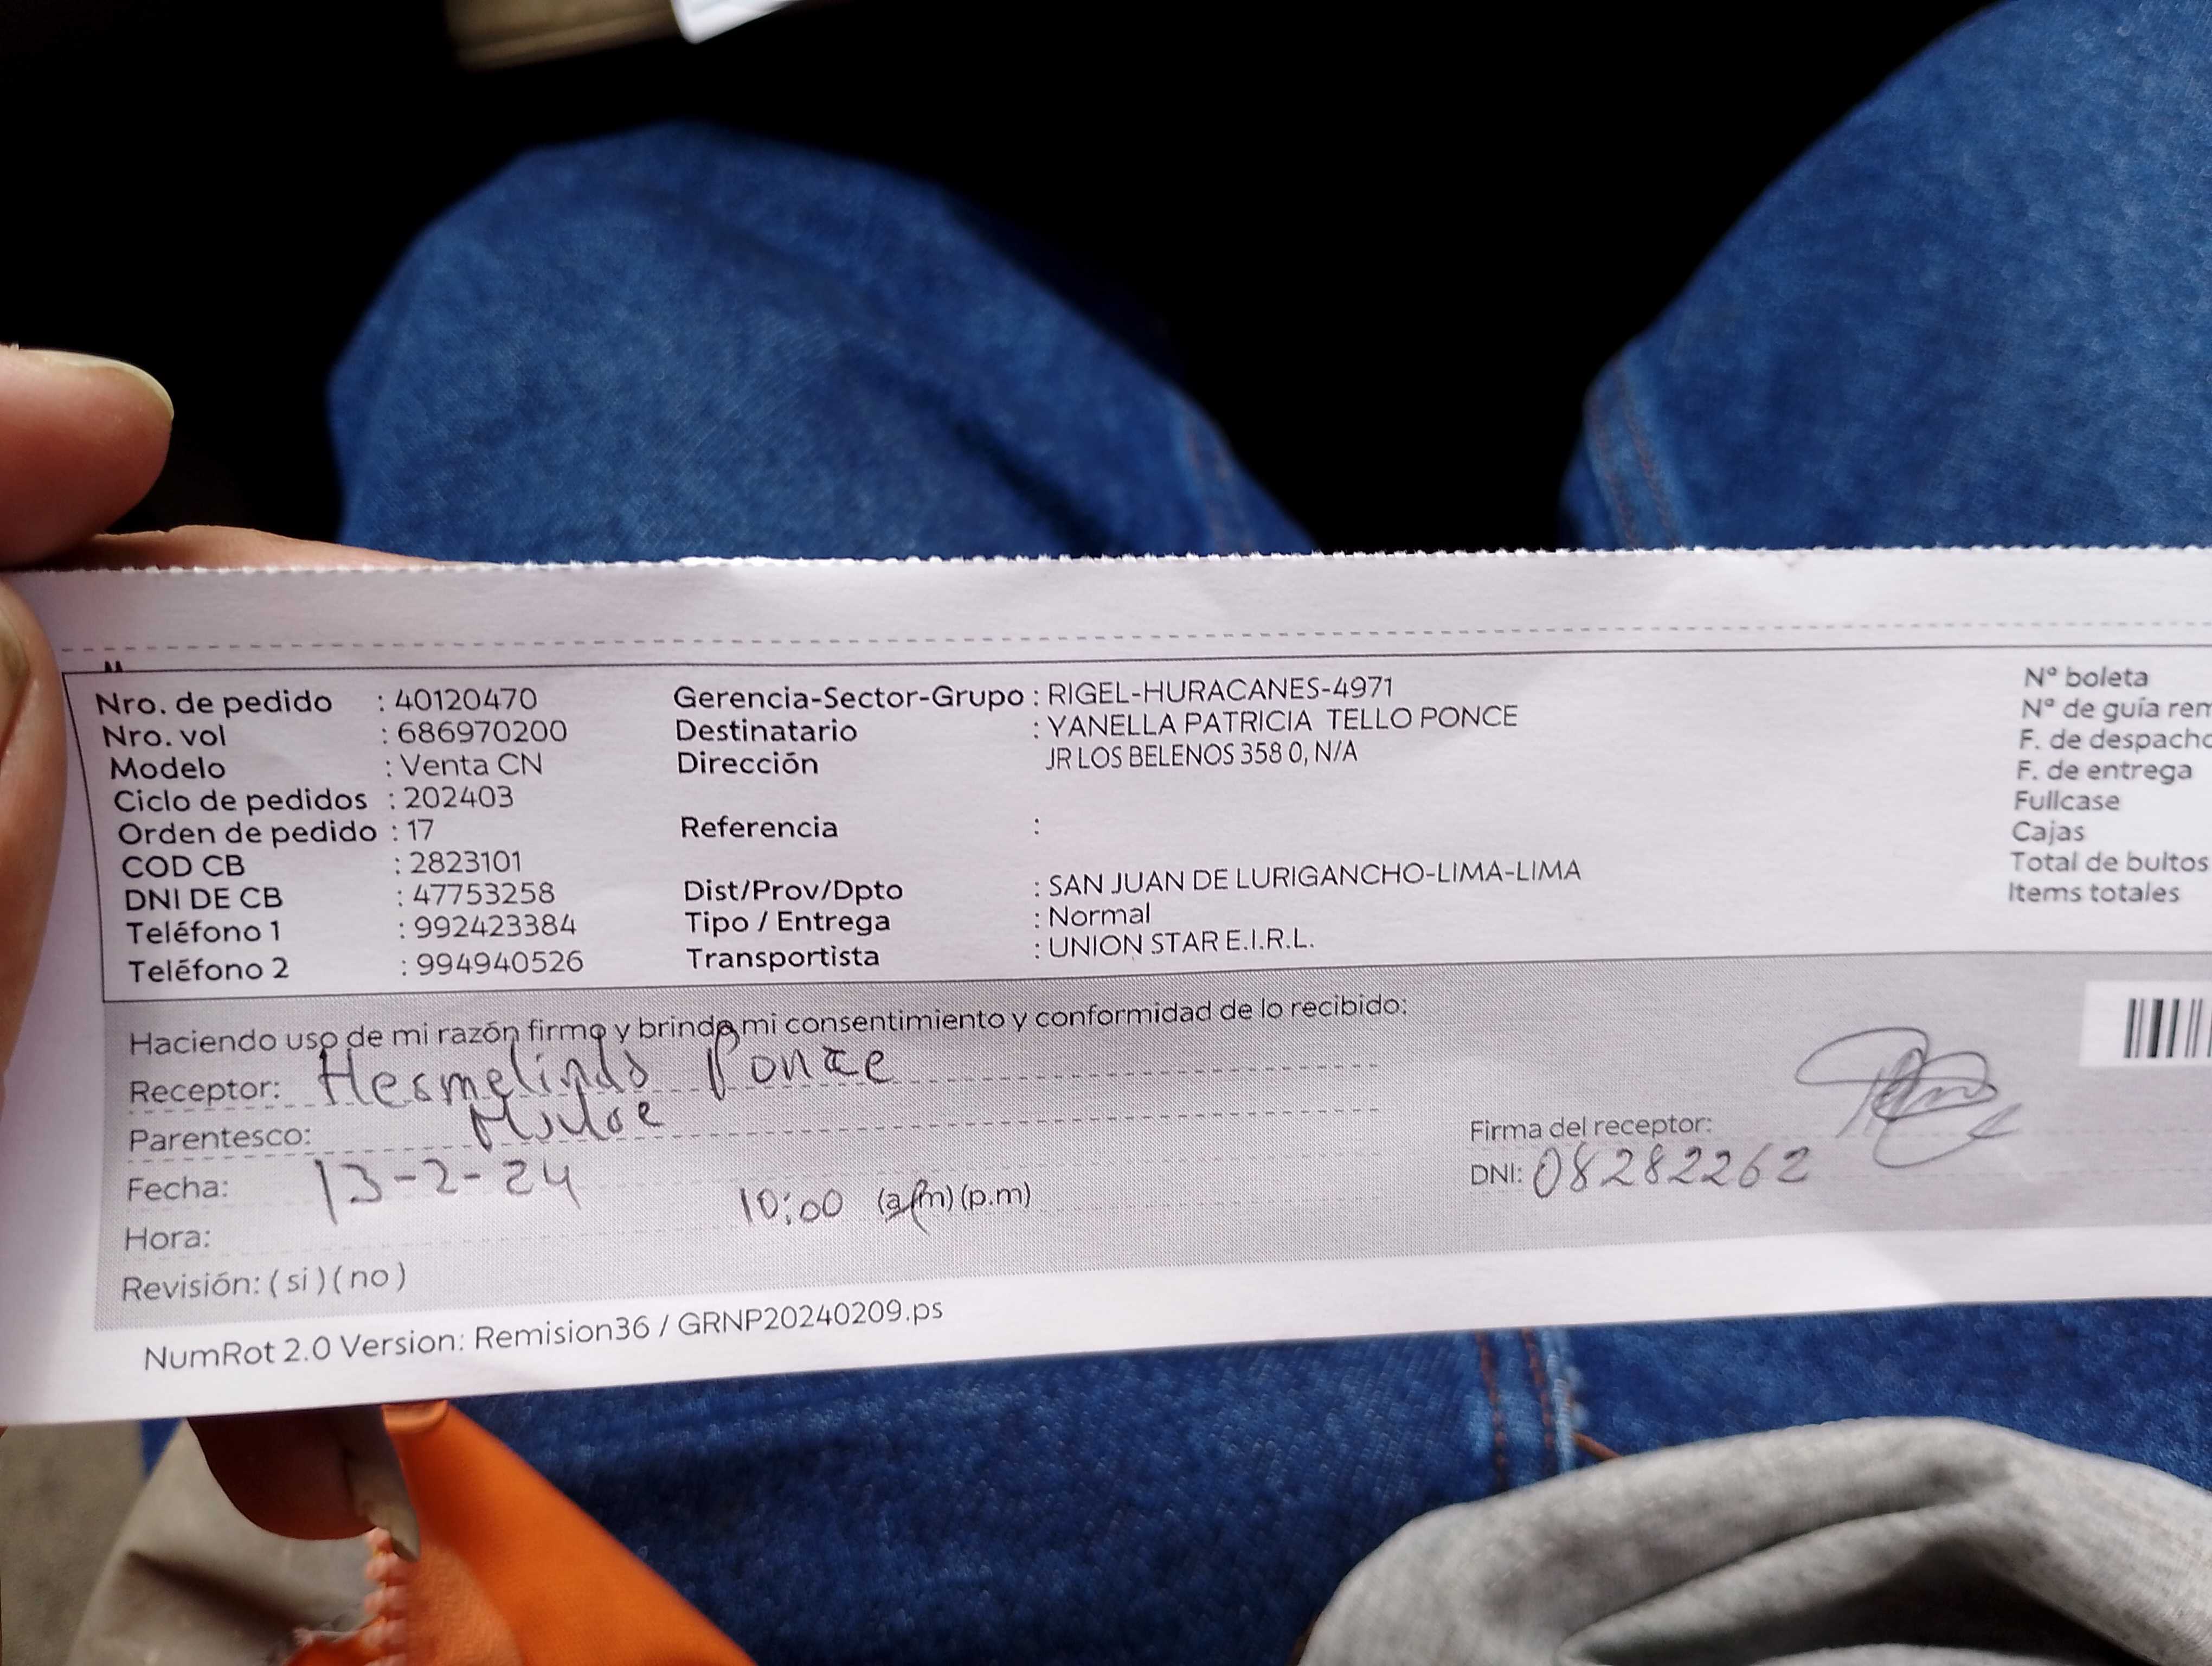 Nro. de pedido : 40120470
Nro. vol : 686970200
Modelo : Venta CN
Ciclo de pedidos : 202403
Orden de pedido : 17
COD CB : 2823101
DNI DE CB : 47753258
Teléfono 1 : 992423384
Teléfono 2 : 994940526
Gerencia-Sector-Grupo : RIGEL-HURACANES-4971
Destinatario : YANELLA PATRICIA TELLO PONCE
Dirección JR LOS BELENOS 358 0, N/A
Referencia :
Dist/Prov/Dpto : SAN JUAN DE LURIGANCHO-LIMA-LIMA
Tipo / Entrega : Normal
Transportista : UNION STAR E.I.R.L.
N° boleta
N° de guía rem
F. de despacho
F. de entrega
Fullcase
Cajas
Total de bultos
Items totales
Haciendo uso de mi razón firmo y brindo mi consentimiento y conformidad de lo recibido:
Receptor: Hesmelinda Ponce
Parentesco:
Fecha: 13-2-24
Hora: 10:00 (a.m) (p.m)
Revisión: ( si ) ( no )
Firma del receptor:
DNI: 08282262
NumRot 2.0 Version: Remision36 / GRNP20240209.ps